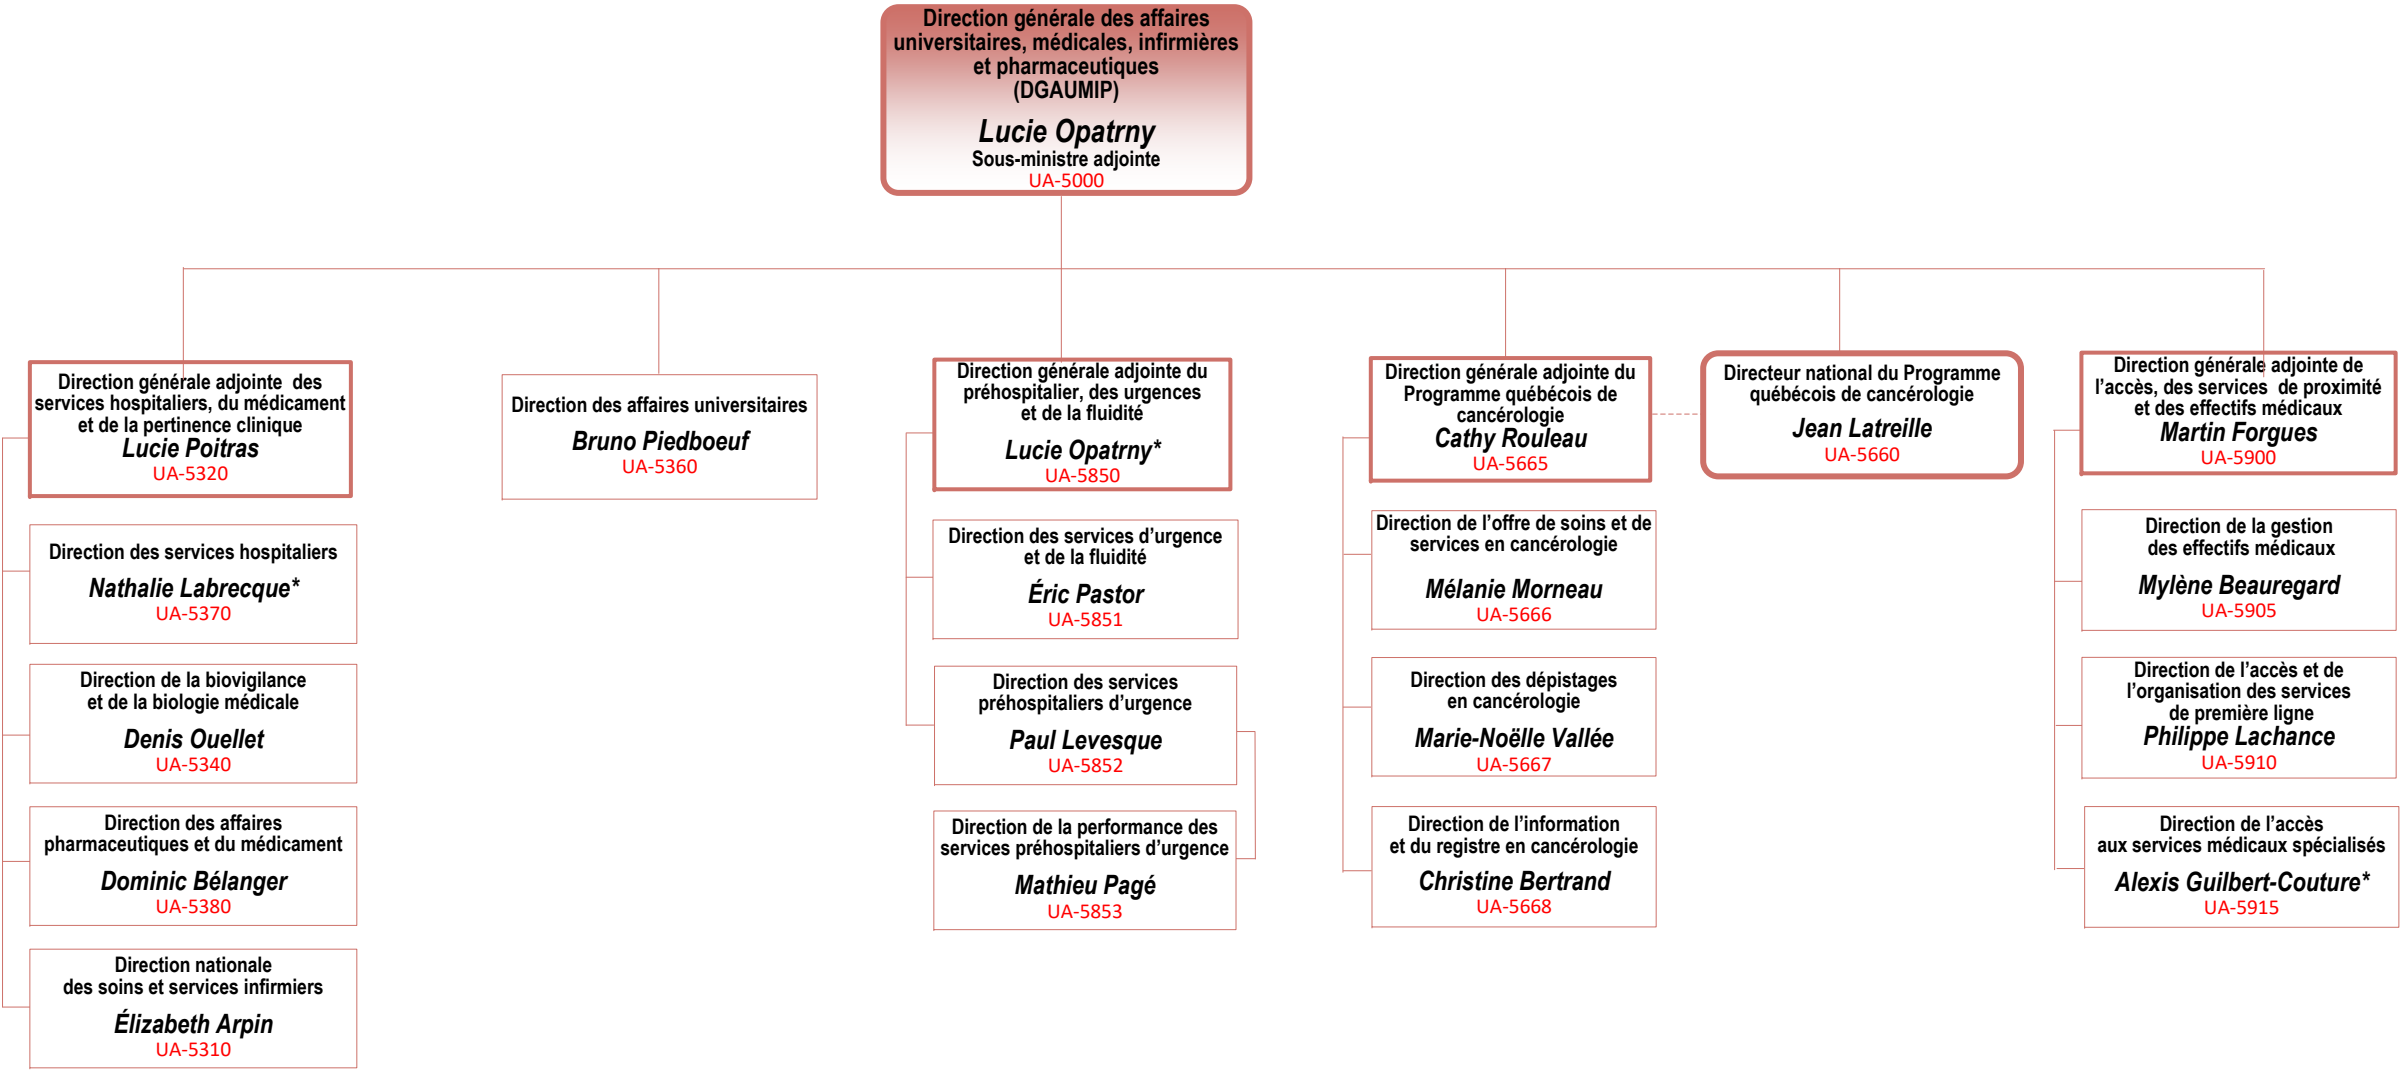 Direction générale des affaires
universitaires, médicales, infirmières
et pharmaceutiques
(DGAUMIP)
Lucie Opatrny
Sous-ministre adjointe
UA-5000
Direction générale adjointe des
services hospitaliers, du médicament
et de la pertinence clinique
Lucie Poitras
UA-5320
Direction des services hospitaliers
Nathalie Labrecque*
UA-5370
Direction de la biovigilance
et de la biologie médicale
Denis Ouellet
UA-5340
Direction des affaires
pharmaceutiques et du médicament
Dominic Bélanger
UA-5380
Direction nationale
des soins et services infirmiers
Élizabeth Arpin
UA-5310
Direction des affaires universitaires
Bruno Piedboeuf
UA-5360
Direction générale adjointe du
préhospitalier, des urgences
et de la fluidité
Lucie Opatrny*
UA-5850
Direction des services d'urgence
et de la fluidité
Éric Pastor
UA-5851
Direction des services
préhospitaliers d'urgence
Paul Levesque
UA-5852
Direction de la performance des
services préhospitaliers d'urgence
Mathieu Pagé
UA-5853
Direction générale adjointe du
Programme québécois de
cancérologie
Cathy Rouleau
UA-5665
Direction de l'offre de soins et de
services en cancérologie
Mélanie Morneau
UA-5666
Direction des dépistages
en cancérologie
Marie-Noëlle Vallée
UA-5667
Direction de l'information
et du registre en cancérologie
Christine Bertrand
UA-5668
Directeur national du Programme
québécois de cancérologie
Jean Latreille
UA-5660
Direction générale adjointe de
l'accès, des services de proximité
et des effectifs médicaux
Martin Forgues
UA-5900
Direction de la gestion
des effectifs médicaux
Mylène Beauregard
UA-5905
Direction de l'accès et de
l'organisation des services
de première ligne
Philippe Lachance
UA-5910
Direction de l'accès
aux services médicaux spécialisés
Alexis Guilbert-Couture*
UA-5915